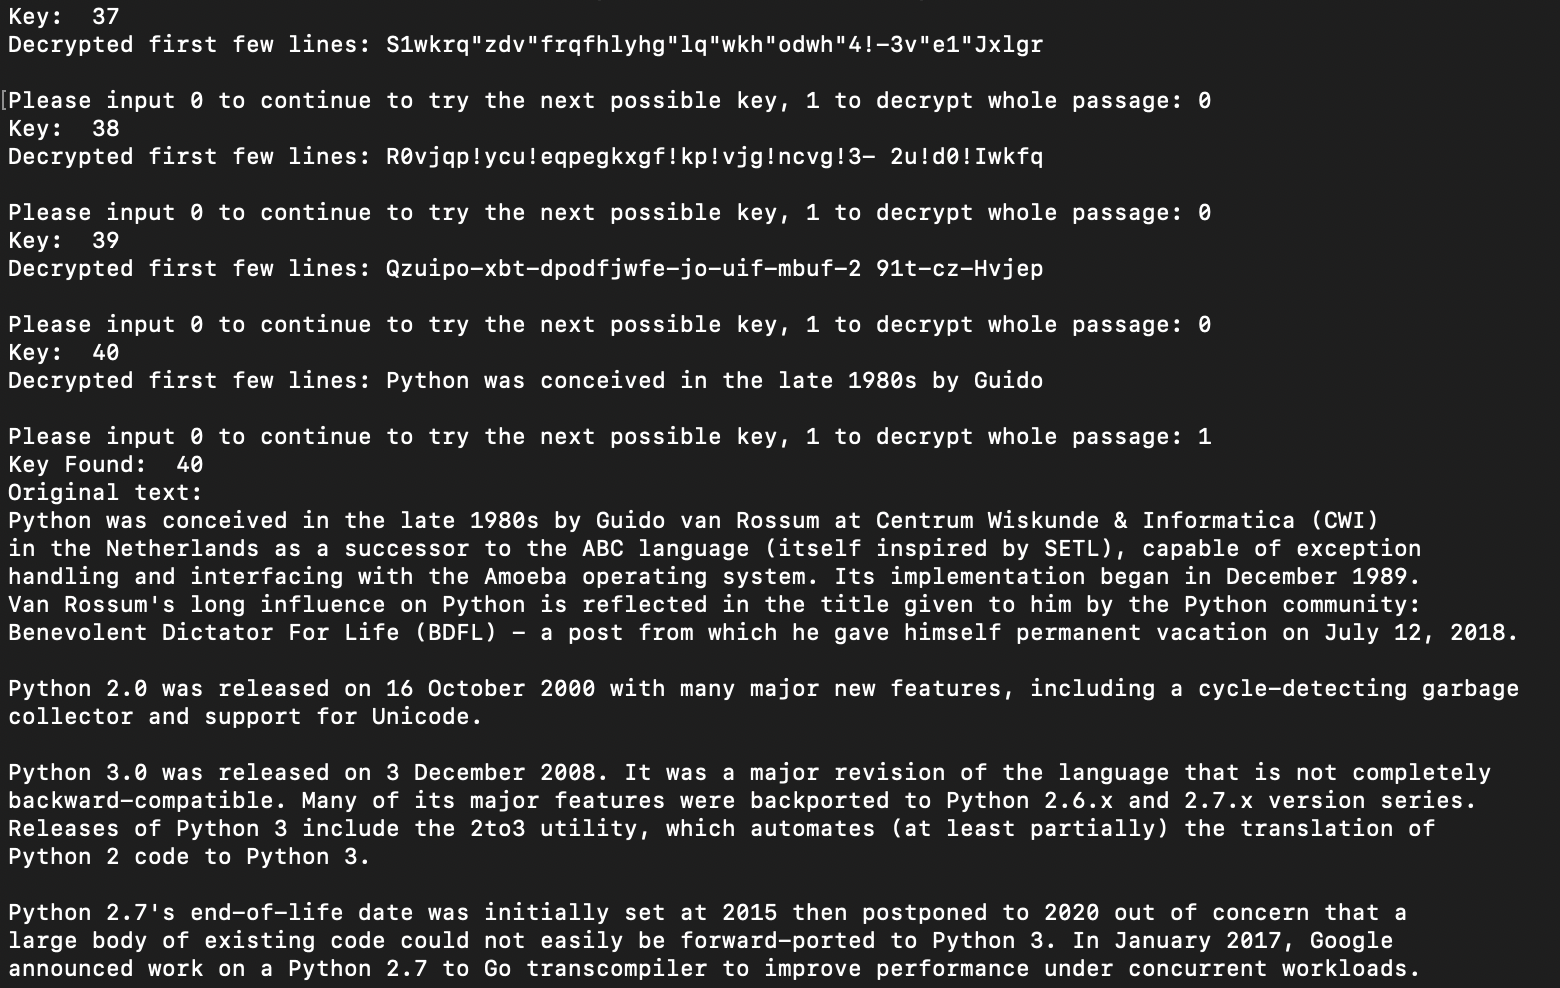 Key:  37
Decrypted first few lines: S1wkrq"zdv"frqfhlyhg"lq"wkh"odwh"4!-3v"e1"Jxlgr
[Please input 0 to continue to try the next possible key, 1 to decrypt whole passage: 0
Key:  38
Decrypted first few lines: R0vjqp!ycu!eqpegkxgf!kp!vjg!ncvg!3- 2u!d0!Iwkfq
Please input 0 to continue to try the next possible key, 1 to decrypt whole passage: 0
Key:  39
Decrypted first few lines: Qzuipo-xbt-dpodfjwfe-jo-uif-mbuf-2 91t-cz-Hvjep
Please input 0 to continue to try the next possible key, 1 to decrypt whole passage: 0
Key:  40
Decrypted first few lines: Python was conceived in the late 1980s by Guido
Please input 0 to continue to try the next possible key, 1 to decrypt whole passage: 1
Key Found:  40
Original text:
Python was conceived in the late 1980s by Guido van Rossum at Centrum Wiskunde & Informatica (CWI)
in the Netherlands as a successor to the ABC language (itself inspired by SETL), capable of exception
handling and interfacing with the Amoeba operating system. Its implementation began in December 1989.
Van Rossum's long influence on Python is reflected in the title given to him by the Python community:
Benevolent Dictator For Life (BDFL) – a post from which he gave himself permanent vacation on July 12, 2018.
Python 2.0 was released on 16 October 2000 with many major new features, including a cycle-detecting garbage
collector and support for Unicode.
Python 3.0 was released on 3 December 2008. It was a major revision of the language that is not completely
backward-compatible. Many of its major features were backported to Python 2.6.x and 2.7.x version series.
Releases of Python 3 include the 2to3 utility, which automates (at least partially) the translation of
Python 2 code to Python 3.
Python 2.7's end-of-life date was initially set at 2015 then postponed to 2020 out of concern that a
large body of existing code could not easily be forward-ported to Python 3. In January 2017, Google
announced work on a Python 2.7 to Go transcompiler to improve performance under concurrent workloads.